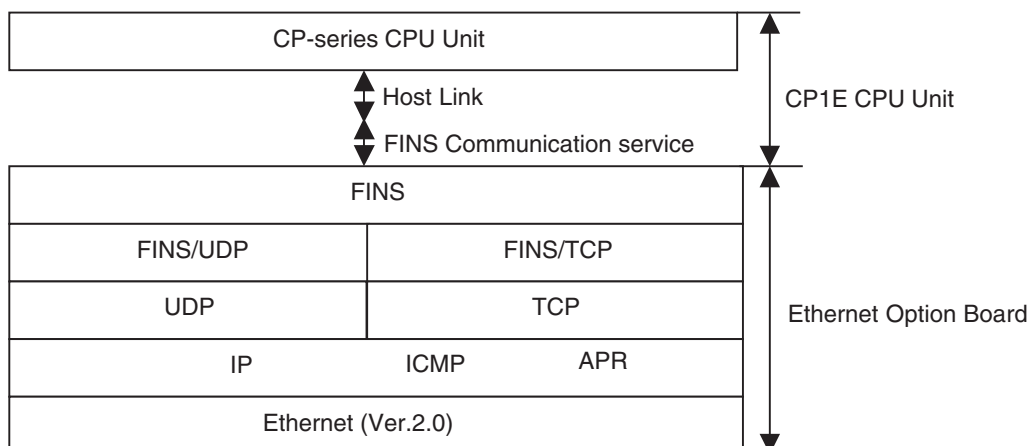 CP-series CPU Unit
Host Link
CP1E CPU Unit
FINS Communication service
FINS
FINS/UDP
FINS/TCP
UDP
TCP
Ethernet Option Board
IP
ICMP
APR
Ethernet (Ver.2.0)